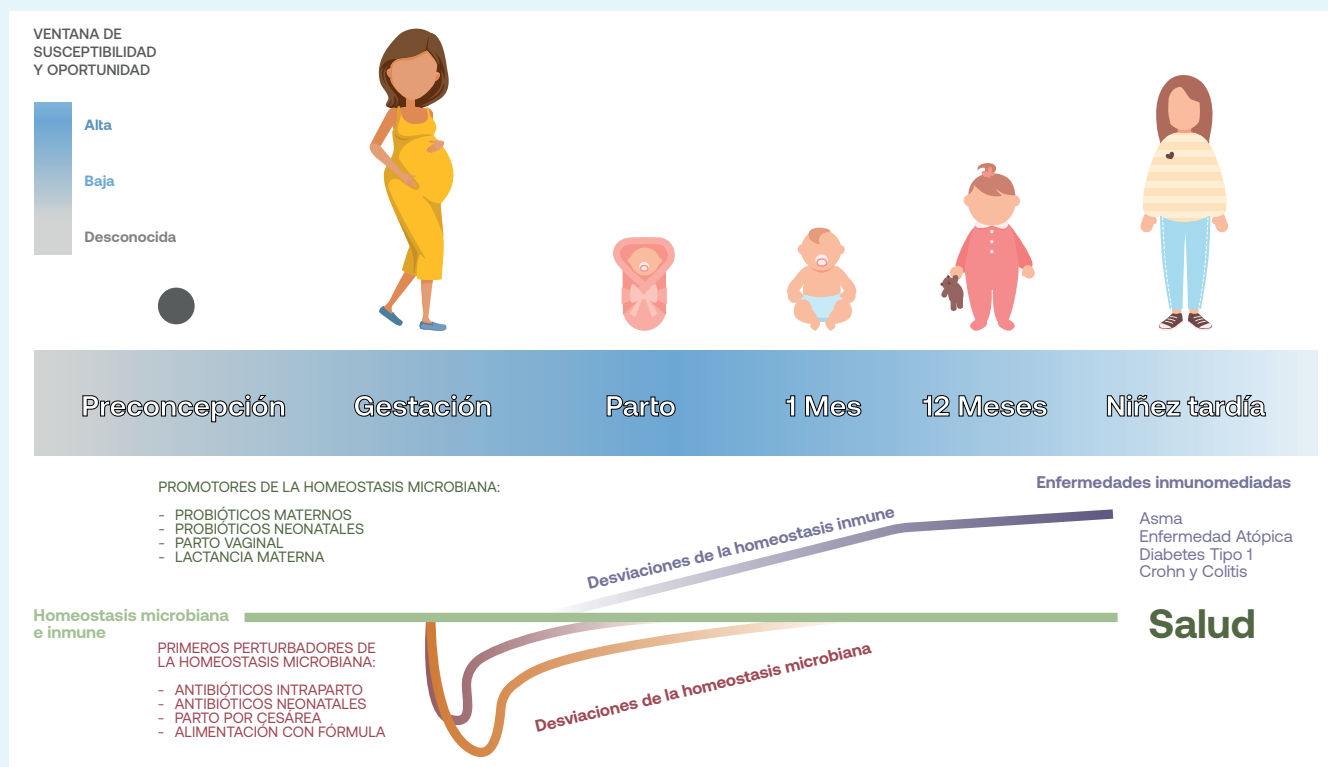 VENTANA DE
SUSCEPTIBILIDAD
Y OPORTUNIDAD
Alta
Baja
Desconocida
Preconcepción
Gestación
Parto
1 Mes
12 Meses
Niñez tardía
PROMOTORES DE LA HOMEOSTASIS MICROBIANA:
- PROBIÓTICOS MATERNOS
- PROBIÓTICOS NEONATALES
- PARTO VAGINAL
- LACTANCIA MATERNA
Desviaciones de la homeostasis inmune
Enfermedades inmunomediadas
Asma
Enfermedad Atópica
Diabetes Tipo 1
Crohn y Colitis
Homeostasis microbiana
e inmune
Salud
PRIMEROS PERTURBADORES DE
LA HOMEOSTASIS MICROBIANA:
- ANTIBIÓTICOS INTRAPARTO
- ANTIBIÓTICOS NEONATALES
- PARTO POR CESÁREA
- ALIMENTACIÓN CON FÓRMULA
Desviaciones de la homeostasis microbiana